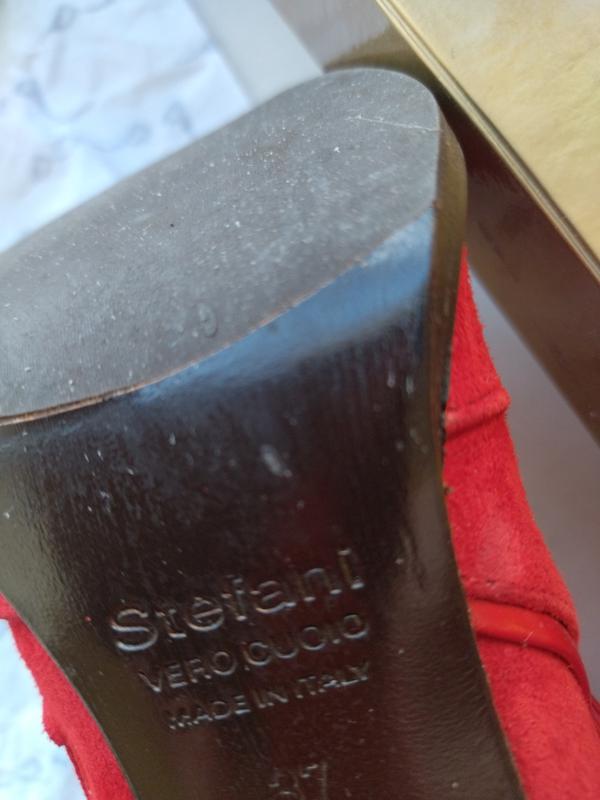 Stefani
VERO CUOIO
MADE IN ITALY
37